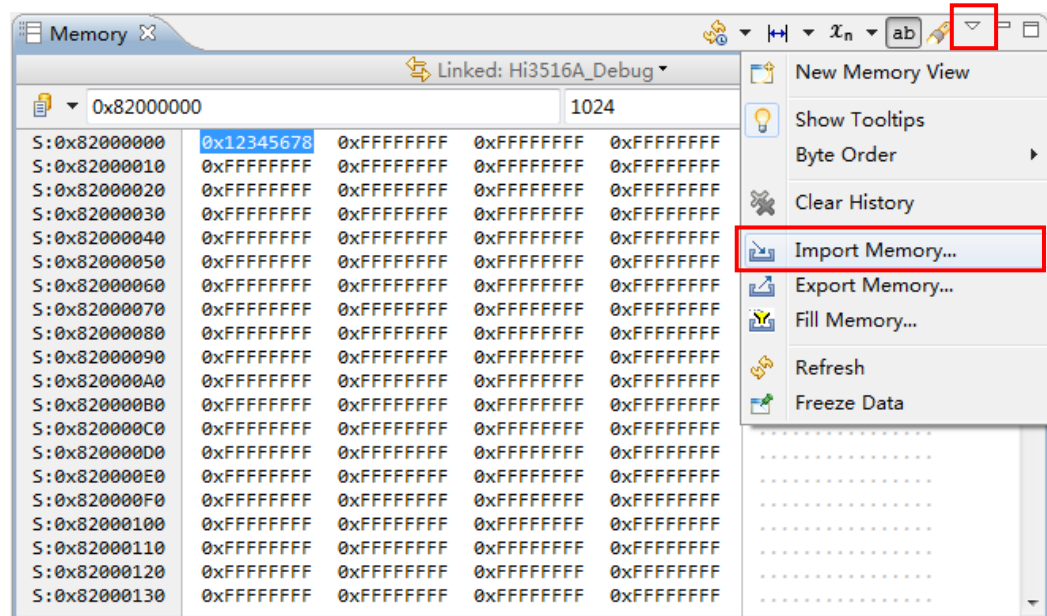 Memory
xn ab
Linked: Hi3516A_Debug
0x82000000 1024
New Memory View
Show Tooltips
Byte Order
Clear History
Import Memory...
Export Memory...
Fill Memory...
Refresh
Freeze Data
S:0x82000000 0x12345678 0xFFFFFFFF 0xFFFFFFFF 0xFFFFFFFF
S:0x82000010 0xFFFFFFFF 0xFFFFFFFF 0xFFFFFFFF 0xFFFFFFFF
S:0x82000020 0xFFFFFFFF 0xFFFFFFFF 0xFFFFFFFF 0xFFFFFFFF
S:0x82000030 0xFFFFFFFF 0xFFFFFFFF 0xFFFFFFFF 0xFFFFFFFF
S:0x82000040 0xFFFFFFFF 0xFFFFFFFF 0xFFFFFFFF 0xFFFFFFFF
S:0x82000050 0xFFFFFFFF 0xFFFFFFFF 0xFFFFFFFF 0xFFFFFFFF
S:0x82000060 0xFFFFFFFF 0xFFFFFFFF 0xFFFFFFFF 0xFFFFFFFF
S:0x82000070 0xFFFFFFFF 0xFFFFFFFF 0xFFFFFFFF 0xFFFFFFFF
S:0x82000080 0xFFFFFFFF 0xFFFFFFFF 0xFFFFFFFF 0xFFFFFFFF
S:0x82000090 0xFFFFFFFF 0xFFFFFFFF 0xFFFFFFFF 0xFFFFFFFF
S:0x820000A0 0xFFFFFFFF 0xFFFFFFFF 0xFFFFFFFF 0xFFFFFFFF
S:0x820000B0 0xFFFFFFFF 0xFFFFFFFF 0xFFFFFFFF 0xFFFFFFFF
S:0x820000C0 0xFFFFFFFF 0xFFFFFFFF 0xFFFFFFFF 0xFFFFFFFF ................
S:0x820000D0 0xFFFFFFFF 0xFFFFFFFF 0xFFFFFFFF 0xFFFFFFFF ................
S:0x820000E0 0xFFFFFFFF 0xFFFFFFFF 0xFFFFFFFF 0xFFFFFFFF ................
S:0x820000F0 0xFFFFFFFF 0xFFFFFFFF 0xFFFFFFFF 0xFFFFFFFF ................
S:0x82000100 0xFFFFFFFF 0xFFFFFFFF 0xFFFFFFFF 0xFFFFFFFF ................
S:0x82000110 0xFFFFFFFF 0xFFFFFFFF 0xFFFFFFFF 0xFFFFFFFF ................
S:0x82000120 0xFFFFFFFF 0xFFFFFFFF 0xFFFFFFFF 0xFFFFFFFF ................
S:0x82000130 0xFFFFFFFF 0xFFFFFFFF 0xFFFFFFFF 0xFFFFFFFF ................